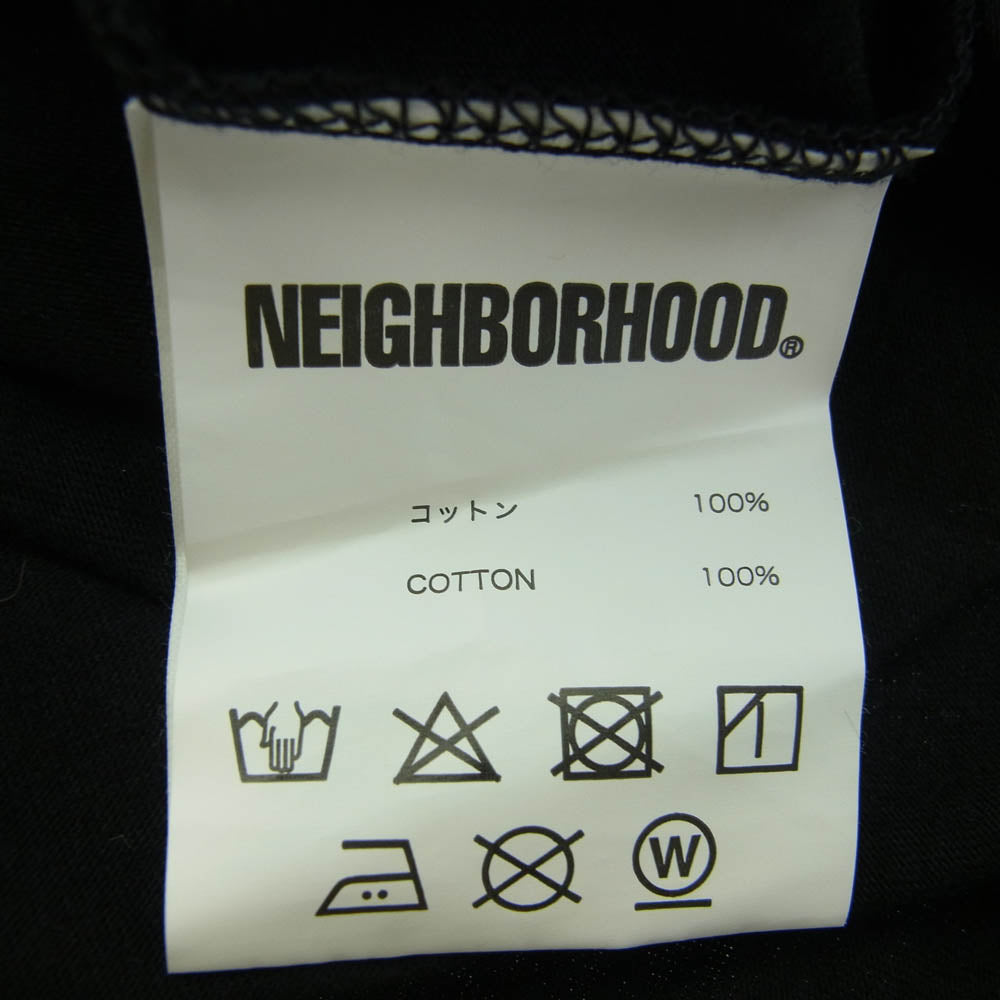 NEIGHBORHOOD®
コットン 100%
COTTON 100%
W